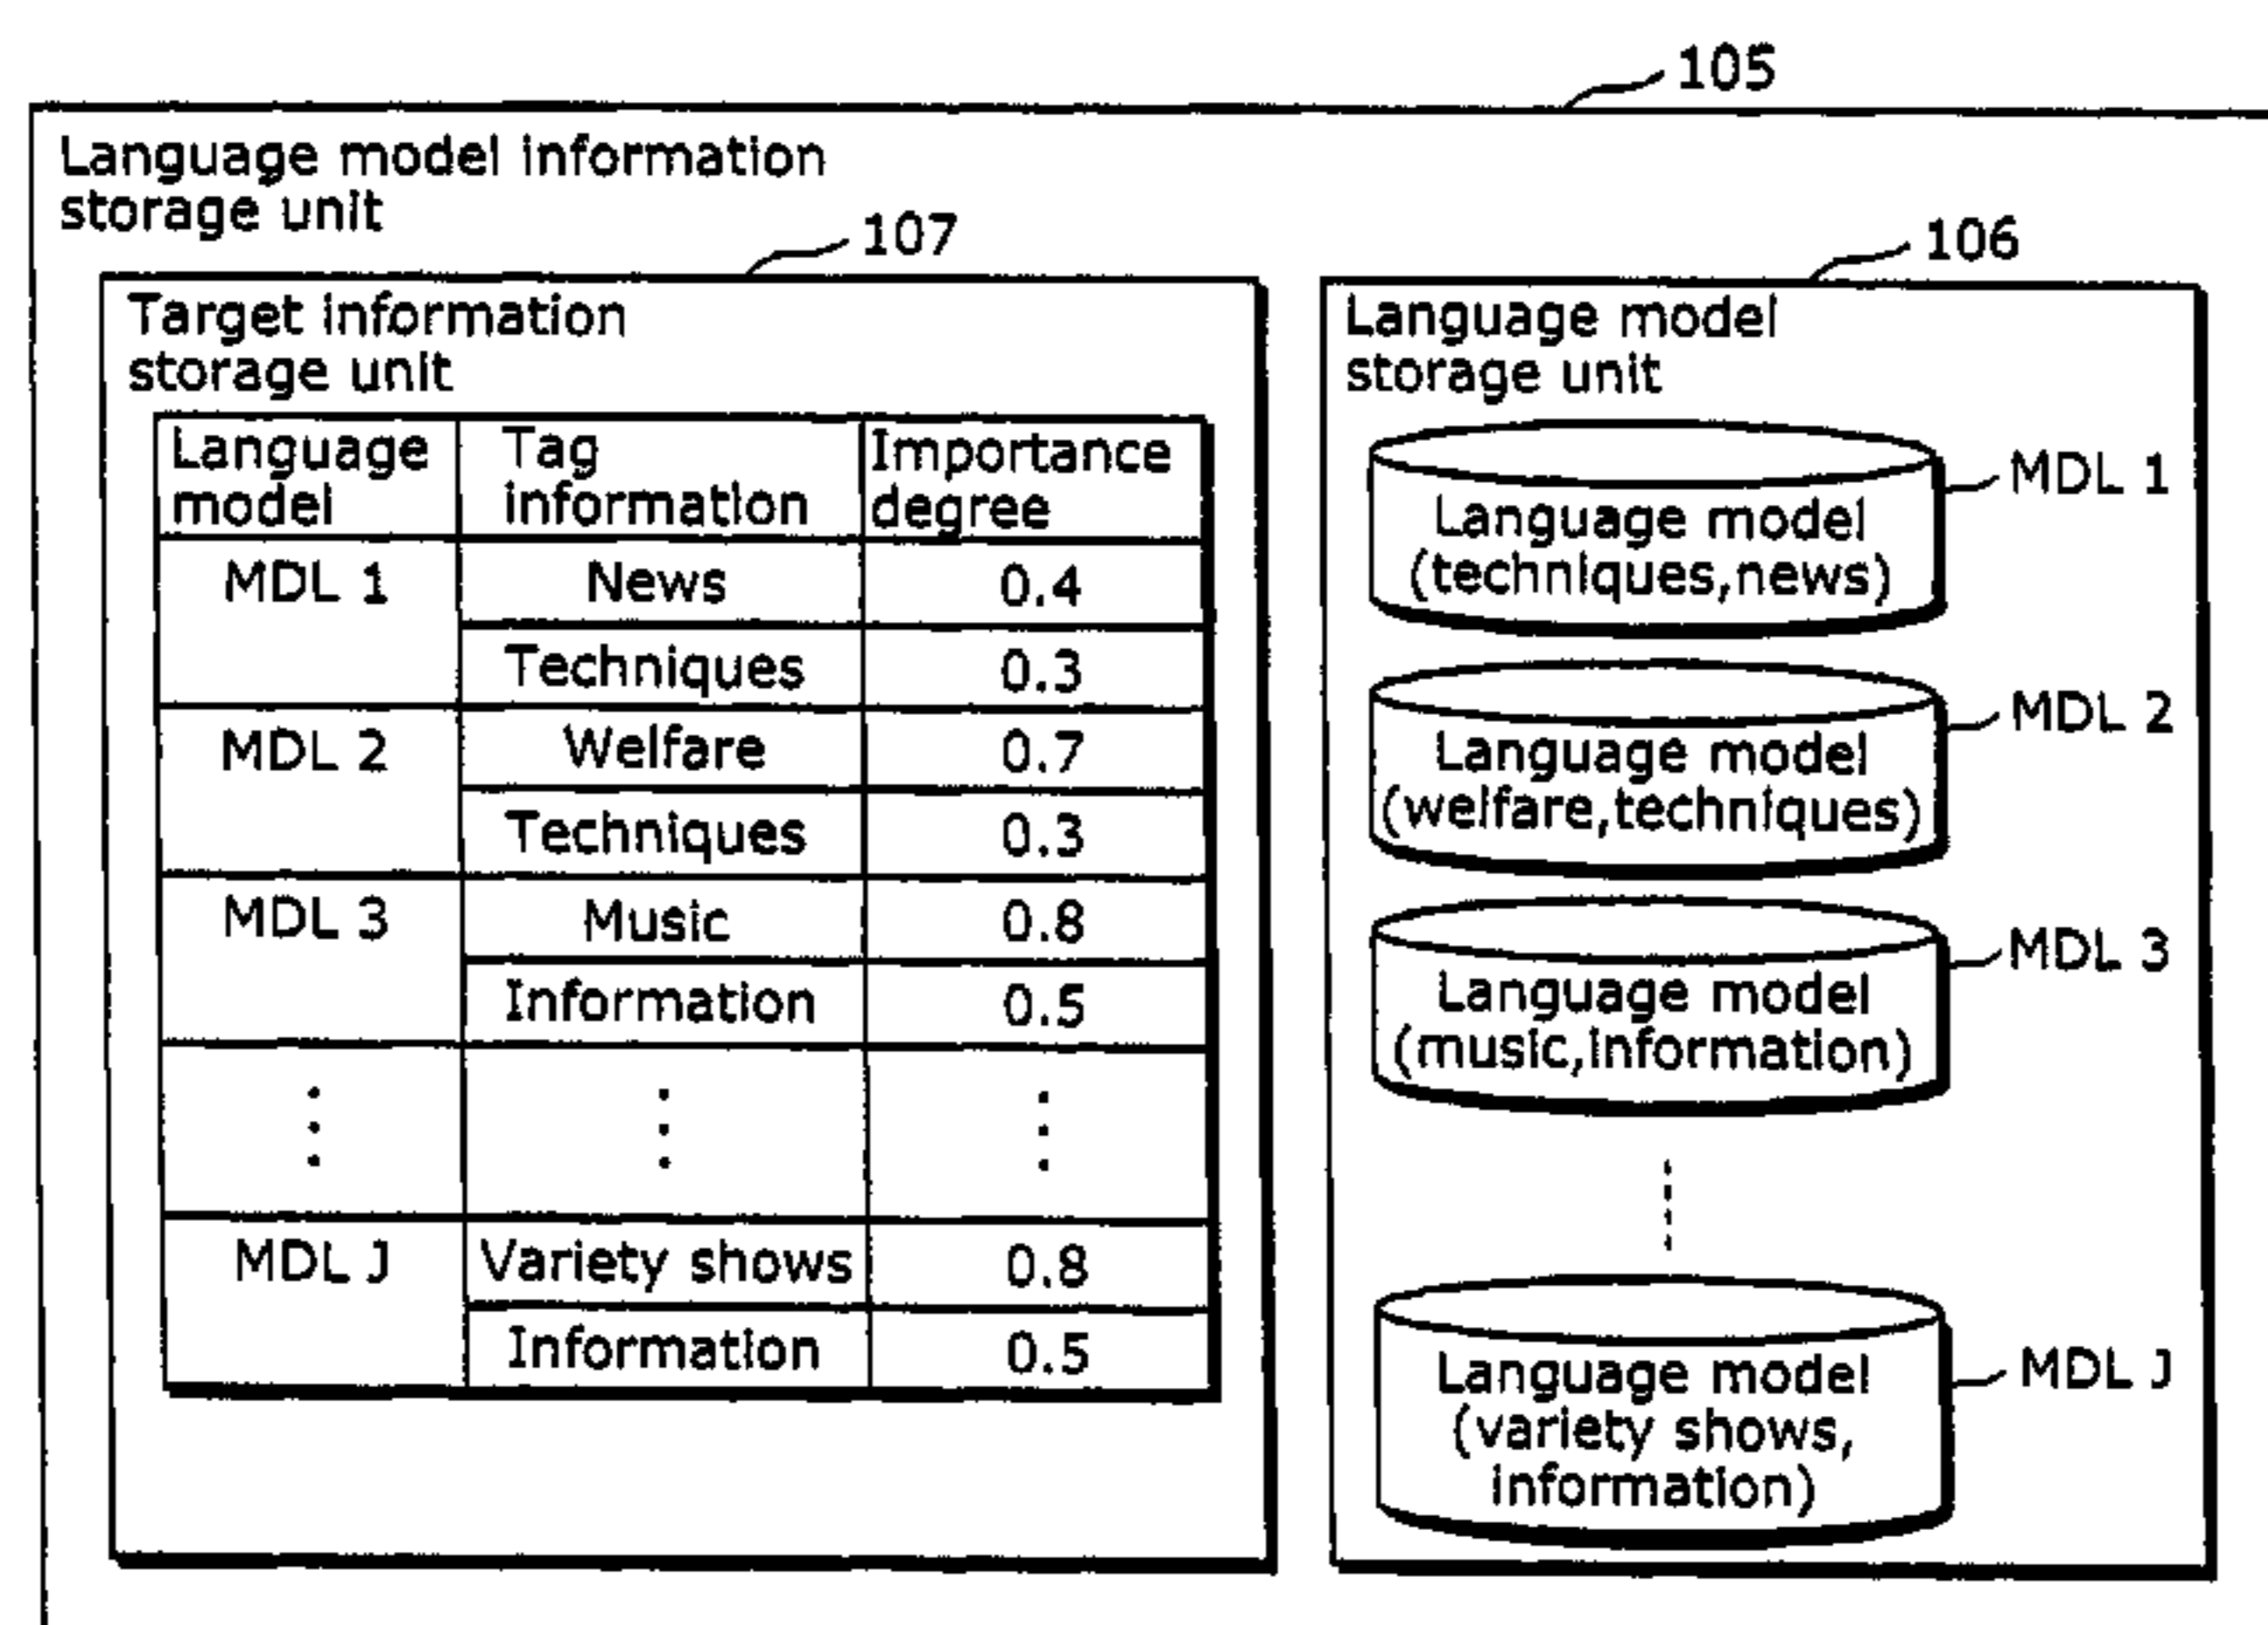 105
Language model information
storage unit
107
106
Target information
storage unit
Language model
model
Tag
information
Importance
degree
MDL 1
News
0.4
Techniques
0.3
MDL 2
Welfare
0.7
Techniques
0.3
MDL 3
Music
0.8
Information
0.5
MDL J
Variety shows
0.8
Information
0.5
Language model
storage unit
Language model
(techniques,news)
MDL 1
Language model
(welfare,techniques)
MDL 2
Language model
(music,information)
MDL 3
Language model
(variety shows,
information)
MDL J